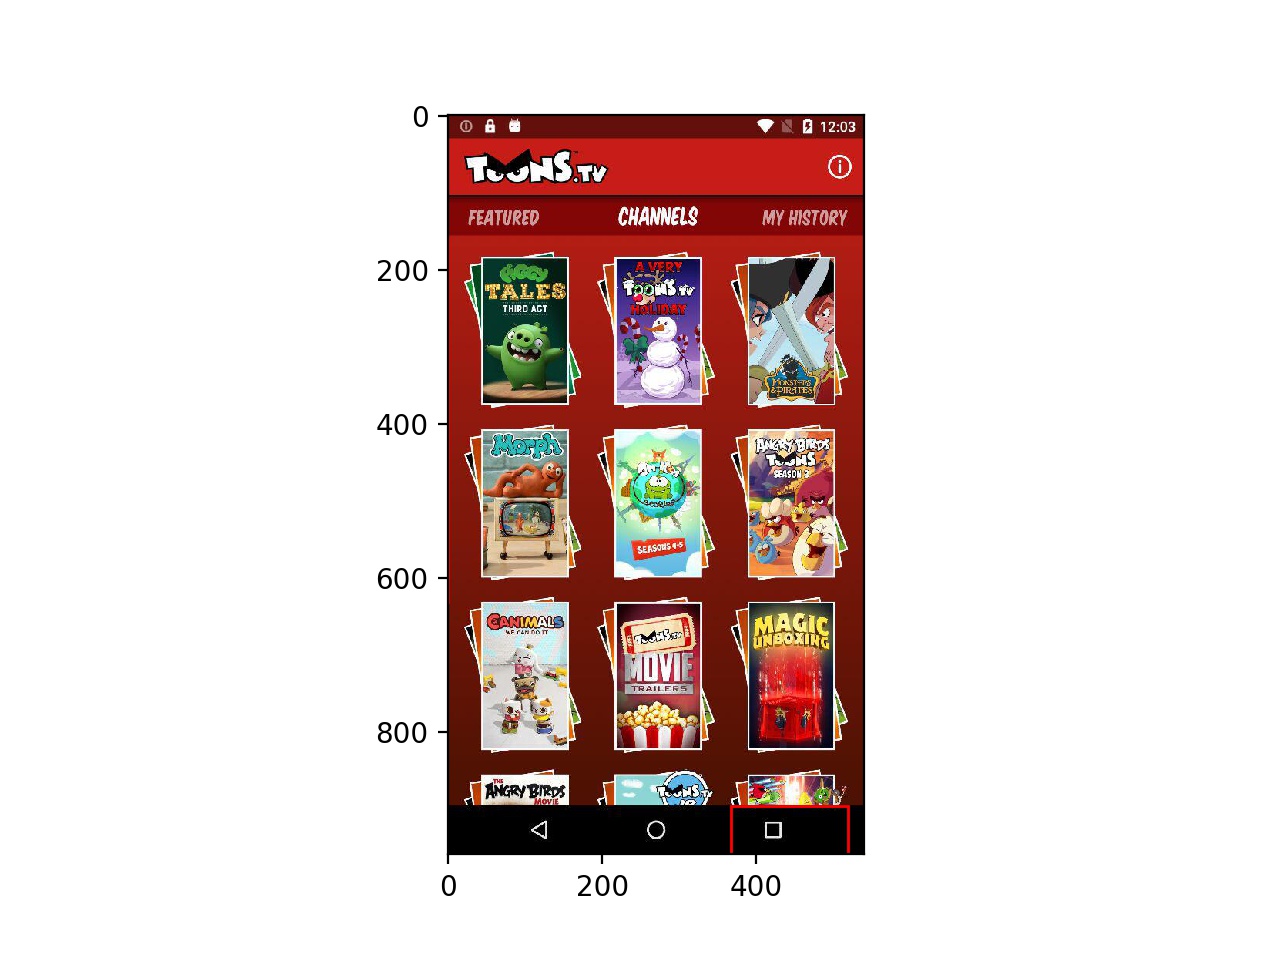 0
12:03
TOONS.TV
FEATURED
CHANNELS
MY HISTORY
200
Piggy
TALES
THIRD ACT
A VERY
TOONS.TV
HOLIDAY
MONSTERS
& PIRATES
400
Morph
SEASONS 4-5
ANGRY BIRDS
TOONS
SEASON 2
600
CANIMALS
WE CAN DO IT
TOONS.TV
MOVIE
TRAILERS
MAGIC
UNBOXING
800
THE
ANGRY BIRDS
MOVIE
TOONS.TV
0
200
400